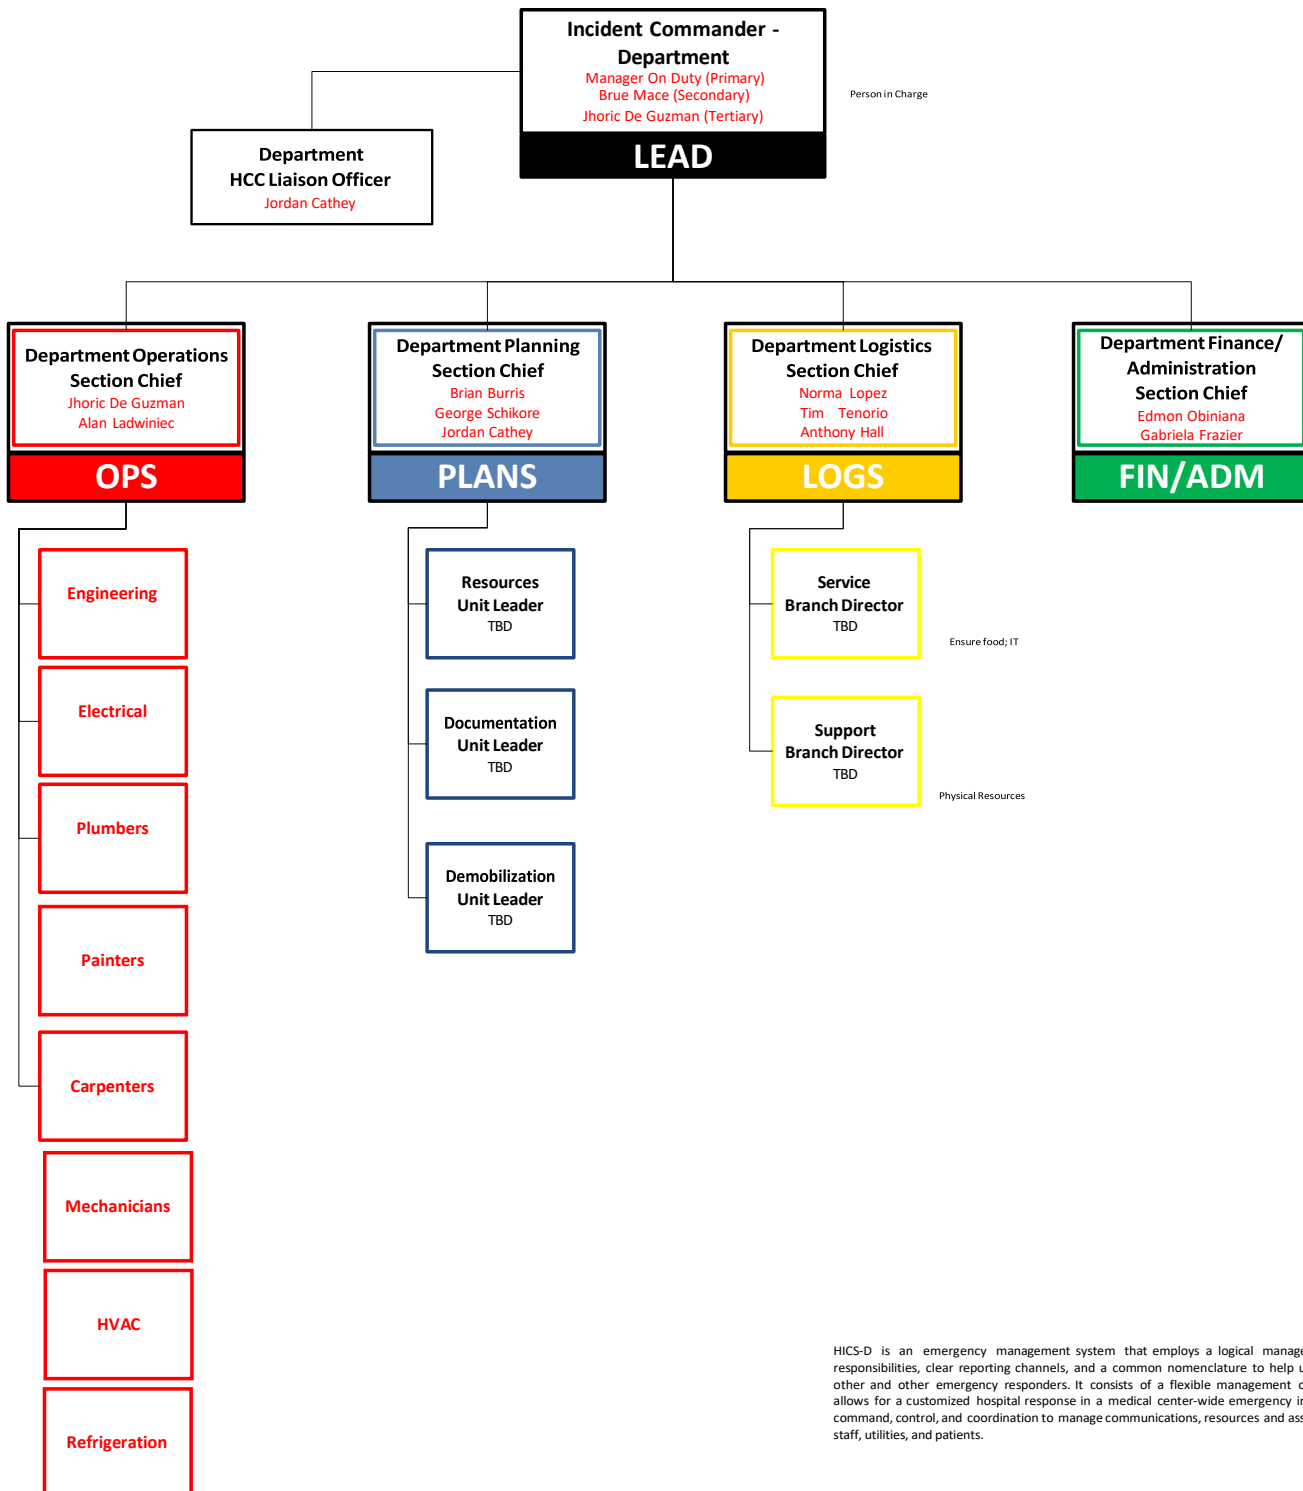 Incident Commander -
Department
Manager On Duty (Primary)
Brue Mace (Secondary)
Jhoric De Guzman (Tertiary)
LEAD
Person in Charge
Department
HCC Liaison Officer
Jordan Cathey
Department Operations
Section Chief
Jhoric De Guzman
Alan Ladwiniec
OPS
Department Planning
Section Chief
Brian Burris
George Schikore
Jordan Cathey
PLANS
Department Logistics
Section Chief
Norma Lopez
Tim Tenorio
Anthony Hall
LOGS
Department Finance/
Administration
Section Chief
Edmon Obiniana
Gabriela Frazier
FIN/ADM
Engineering
Electrical
Plumbers
Painters
Carpenters
Mechanicians
HVAC
Refrigeration
Resources
Unit Leader
TBD
Documentation
Unit Leader
TBD
Demobilization
Unit Leader
TBD
Service
Branch Director
TBD
Ensure food; IT
Support
Branch Director
TBD
Physical Resources
HICS-D is an emergency management system that employs a logical manage
responsibilities, clear reporting channels, and a common nomenclature to help u
other and other emergency responders. It consists of a flexible management o
allows for a customized hospital response in a medical center-wide emergency in
command, control, and coordination to manage communications, resources and ass
staff, utilities, and patients.